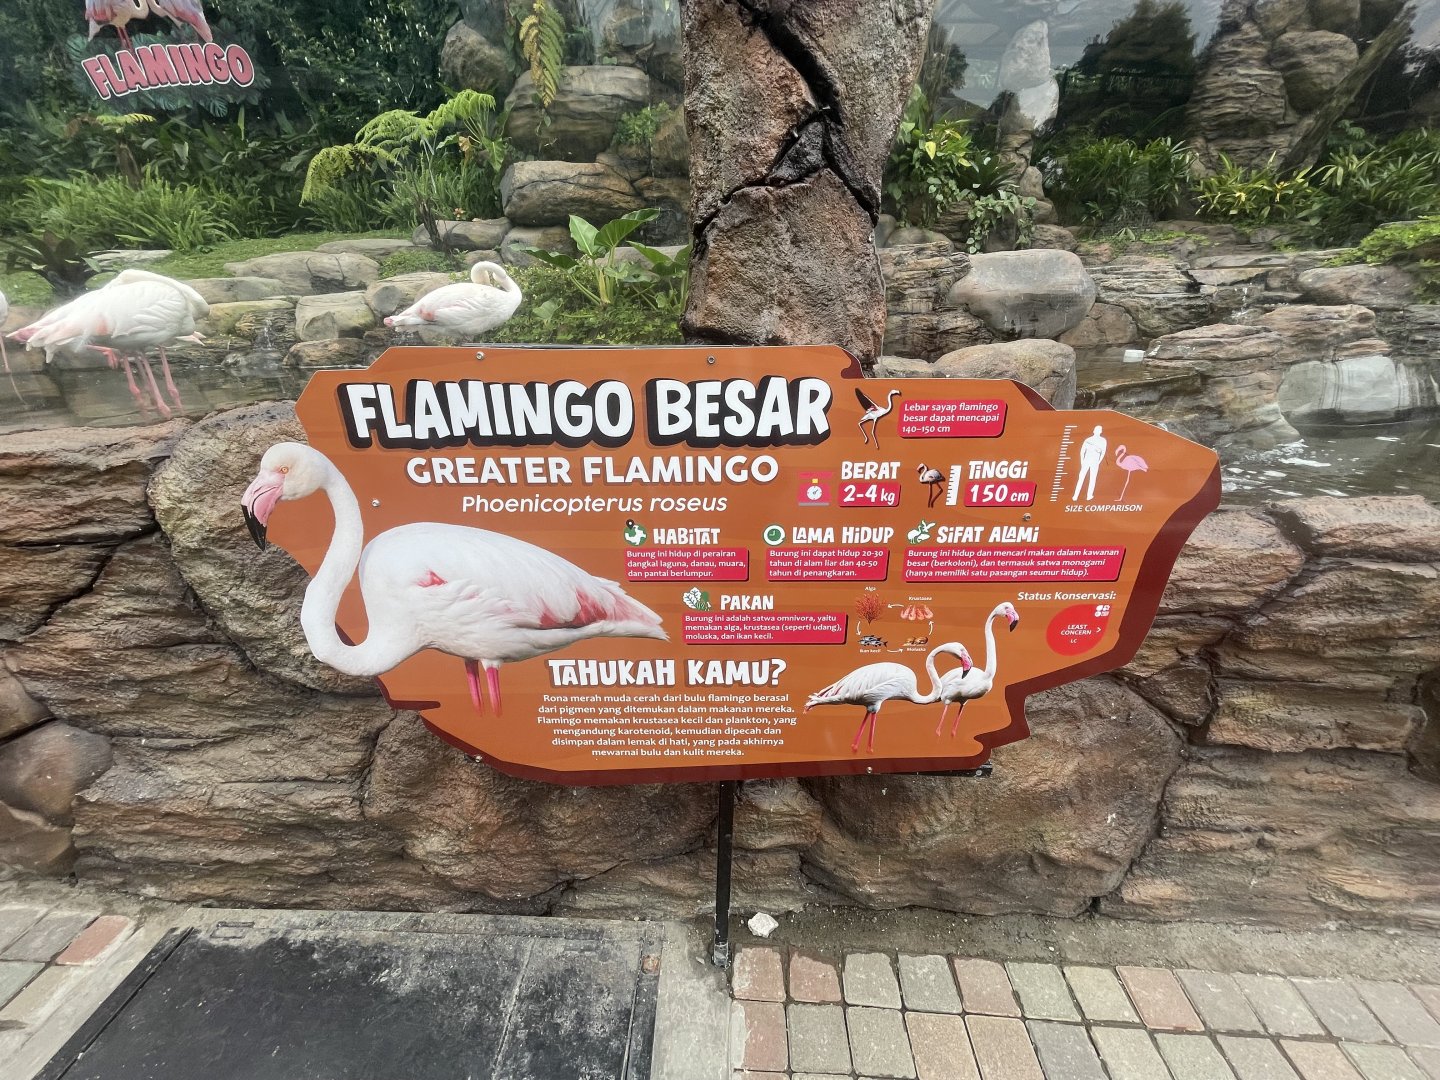 FLAMINGO
FLAMINGO BESAR
GREATER FLAMINGO
Phoenicopterus roseus
Lebar sayap flamingo
besar dapat mencapai
140-150 cm
BERAT
2-4 kg
TINGGI
150 cm
SIZE COMPARISON
HABITAT
Burung ini hidup di perairan
dangkal laguna, danau, muara,
dan pantai berlumpur.
LAMA HIDUP
Burung ini dapat hidup 20-30
tahun di alam liar dan 40-50
tahun di penangkaran.
SIFAT ALAMI
Burung ini hidup dan mencari makan dalam kawanan
besar (berkoloni), dan termasuk satwa monogami
(hanya memiliki satu pasangan seumur hidup).
PAKAN
Burung ini adalah satwa omnivora, yaitu
memakan alga, krustasea (seperti udang),
moluska, dan ikan kecil.
Alga
Krustasea
Ikan kecil
Moluska
Status Konservasi:
LEAST
CONCERN
LC
TAHUKAH KAMU?
Rona merah muda cerah dari bulu flamingo berasal
dari pigmen yang ditemukan dalam makanan mereka.
Flamingo memakan krustasea kecil dan plankton, yang
mengandung karotenoid, kemudian dipecah dan
disimpan dalam lemak di hati, yang pada akhirnya
mewarnai bulu dan kulit mereka.